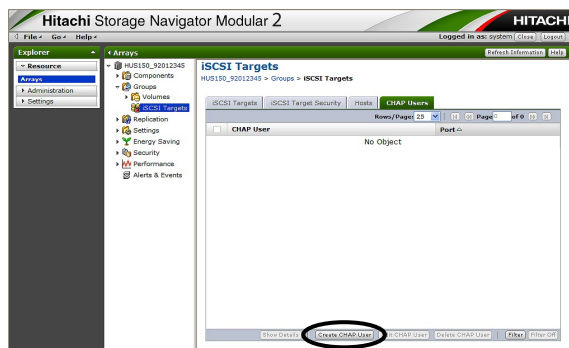 Hitachi Storage Navigator Modular 2
HITACHI
File Go Help
Logged in as: system Close Logout
Explorer
Arrays
Refresh Information Help
Resource
Arrays
Administration
Settings
HUS150_92012345
Components
Groups
Volumes
iSCSI Targets
Replication
Settings
Energy Saving
Security
Performance
Alerts & Events
iSCSI Targets
HUS150_92012345 > Groups > iSCSI Targets
iSCSI Targets iSCSI Target Security Hosts CHAP Users
Rows/Page: 25 Page 0 of 0
CHAP User Port
No Object
Show Details Create CHAP User CHAP User Delete CHAP User Filter Filter Off